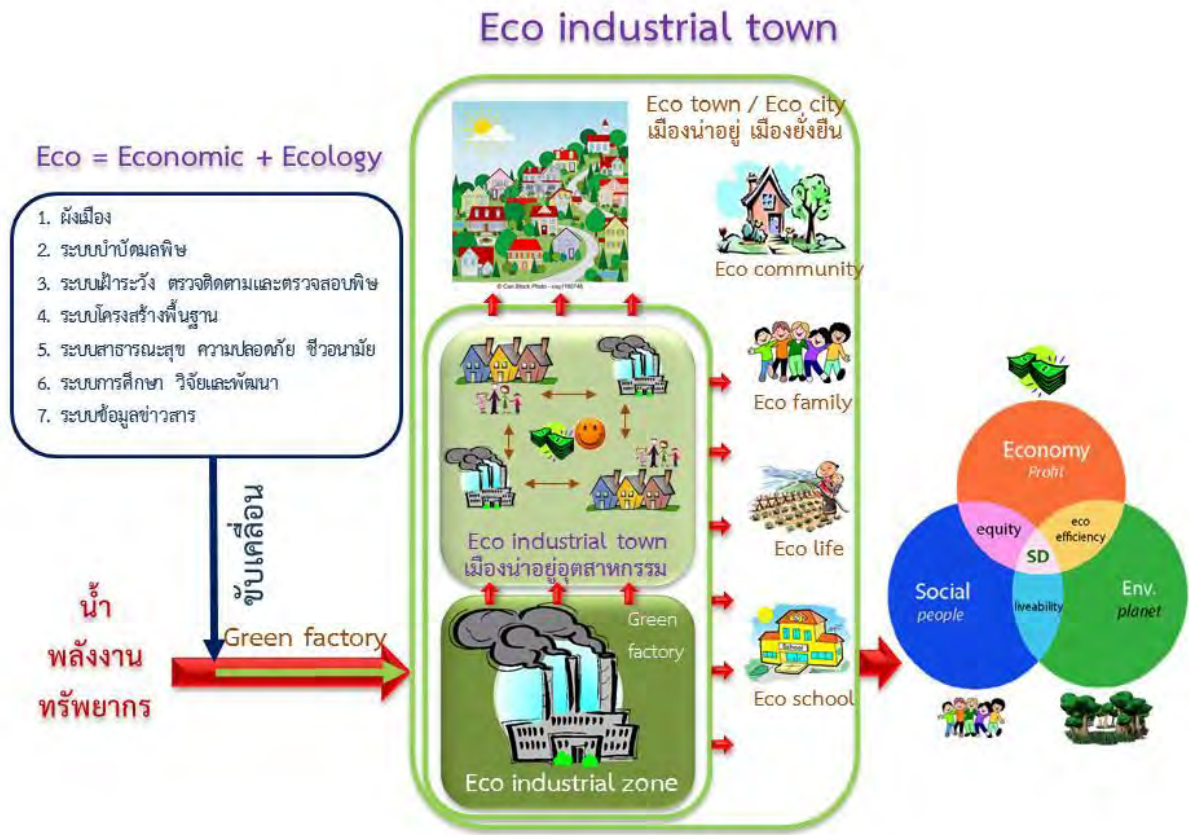 Eco industrial town
Eco = Economic + Ecology
1. ผังเมือง
2. ระบบบำบัดมลพิษ
3. ระบบเฝ้าระวัง ตรวจติดตามและตรวจสอบพิษ
4. ระบบโครงสร้างพื้นฐาน
5. ระบบสาธารณะสุข ความปลอดภัย ชีวอนามัย
6. ระบบการศึกษา วิจัยและพัฒนา
7. ระบบข้อมูลข่าวสาร
ขับเคลื่อน
น้ำ
พลังงาน
ทรัพยากร
Green factory
Eco town / Eco city
เมืองน่าอยู่ เมืองยั่งยืน
© Can Stock Photo
Eco community
Eco family
Eco life
School
Eco school
Eco industrial town
เมืองน่าอยู่อุตสาหกรรม
Green
factory
Eco industrial zone
Economy
Profit
equity
eco
efficiency
SD
Social
people
liveability
Env.
planet